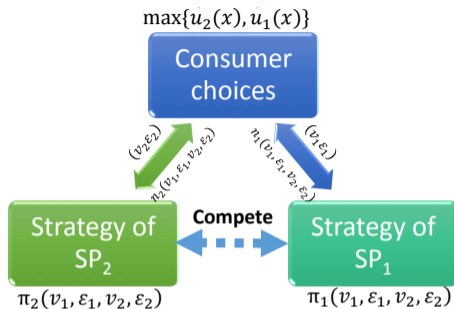 max{u₂(x), u₁(x)}
Consumer
choices
(v₂ε₂)
n₂(v₁, ε₁, v₂, ε₂)
n₁(v₁, ε₁, v₂, ε₂)
(v₁ε₁)
Strategy of
SP₂
Compete
Strategy of
SP₁
π₂(v₁, ε₁, v₂, ε₂)
π₁(v₁, ε₁, v₂, ε₂)